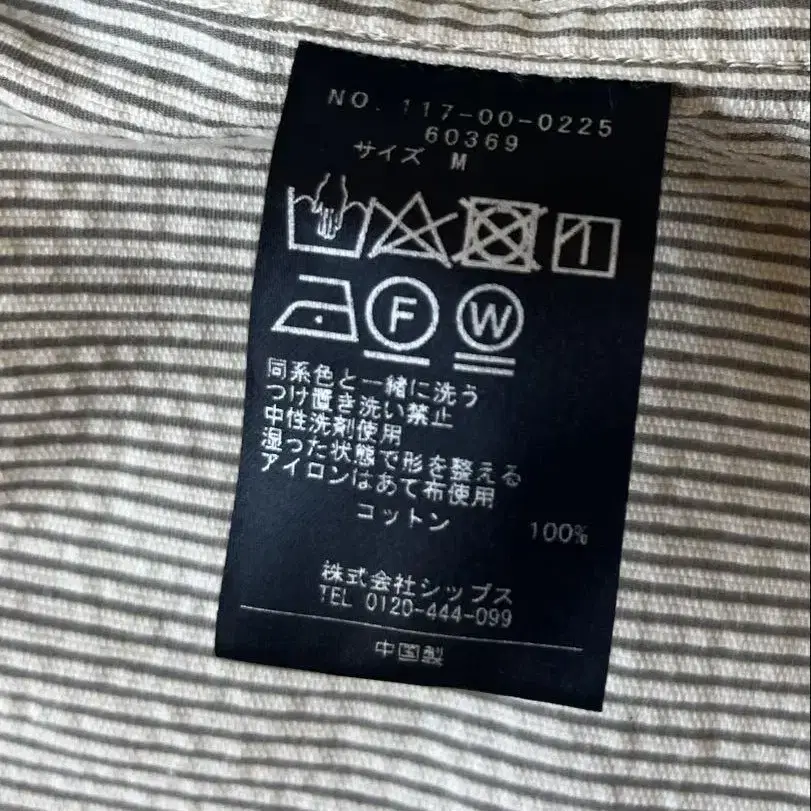 NO. 117-00-0225
60369
サイズ M
F W
同系色と一緒に洗う
つけ置き洗い禁止
中性洗剤使用
湿った状態で形を整える
アイロンはあて布使用
コットン 100%
株式会社シップス
TEL 0120-444-099
中国製